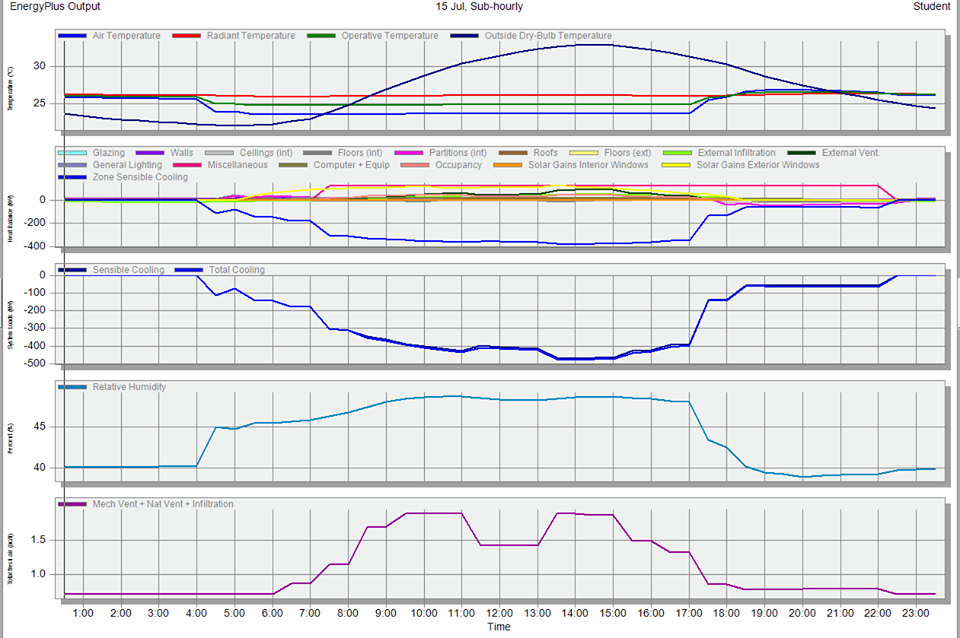 EnergyPlus Output 15 Jul, Sub-hourly Student
Air Temperature Radiant Temperature Operative Temperature Outside Dry-Bulb Temperature
Temperature (°C)
30
25
Glazing Walls Ceilings (int) Floors (int) Partitions (int) Roofs Floors (ext) External Infiltration External Vent.
General Lighting Miscellaneous Computer + Equip Occupancy Solar Gains Interior Windows Solar Gains Exterior Windows
Zone Sensible Cooling
Heat Balance (kW)
0
-200
-400
Sensible Cooling Total Cooling
System Loads (kW)
0
-100
-200
-300
-400
-500
Relative Humidity
Percent (%)
45
40
Mech Vent + Nat Vent + Infiltration
Total fresh air (ac/h)
1.5
1.0
1:00 2:00 3:00 4:00 5:00 6:00 7:00 8:00 9:00 10:00 11:00 12:00 13:00 14:00 15:00 16:00 17:00 18:00 19:00 20:00 21:00 22:00 23:00
Time